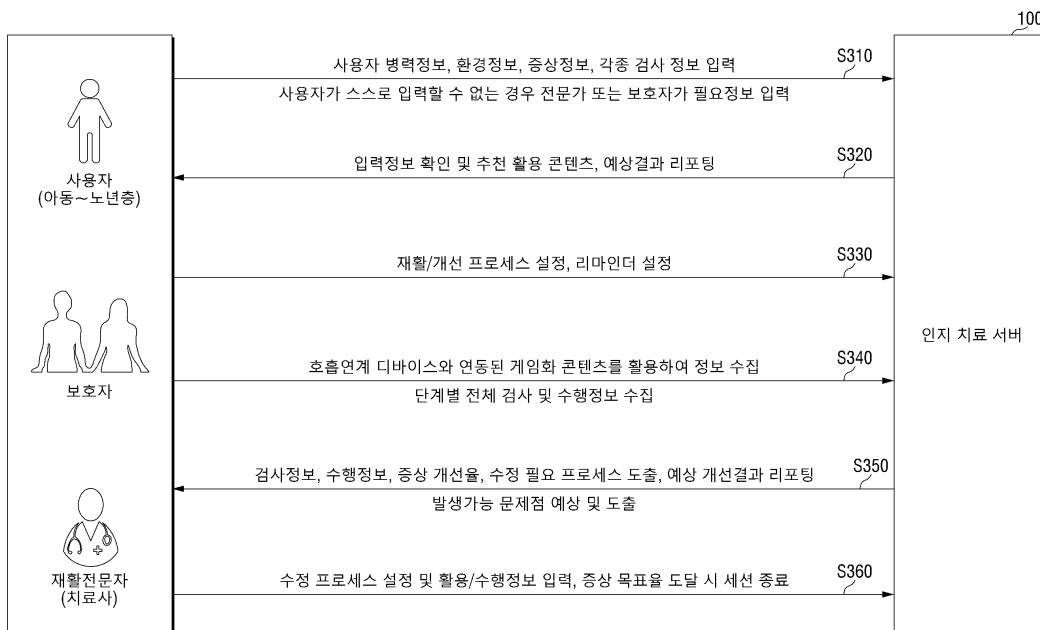 100
사용자 병력정보, 환경정보, 증상정보, 각종 검사 정보 입력
S310
사용자가 스스로 입력할 수 없는 경우 전문가 또는 보호자가 필요정보 입력
입력정보 확인 및 추천 활용 콘텐츠, 예상결과 리포팅
S320
사용자
(아동~노년층)
재활/개선 프로세스 설정, 리마인더 설정
S330
인지 치료 서버
호흡연계 디바이스와 연동된 게임화 콘텐츠를 활용하여 정보 수집
S340
단계별 전체 검사 및 수행정보 수집
보호자
검사정보, 수행정보, 증상 개선율, 수정 필요 프로세스 도출, 예상 개선결과 리포팅
S350
발생가능 문제점 예상 및 도출
재활전문자
(치료사)
수정 프로세스 설정 및 활용/수행정보 입력, 증상 목표율 도달 시 세션 종료
S360